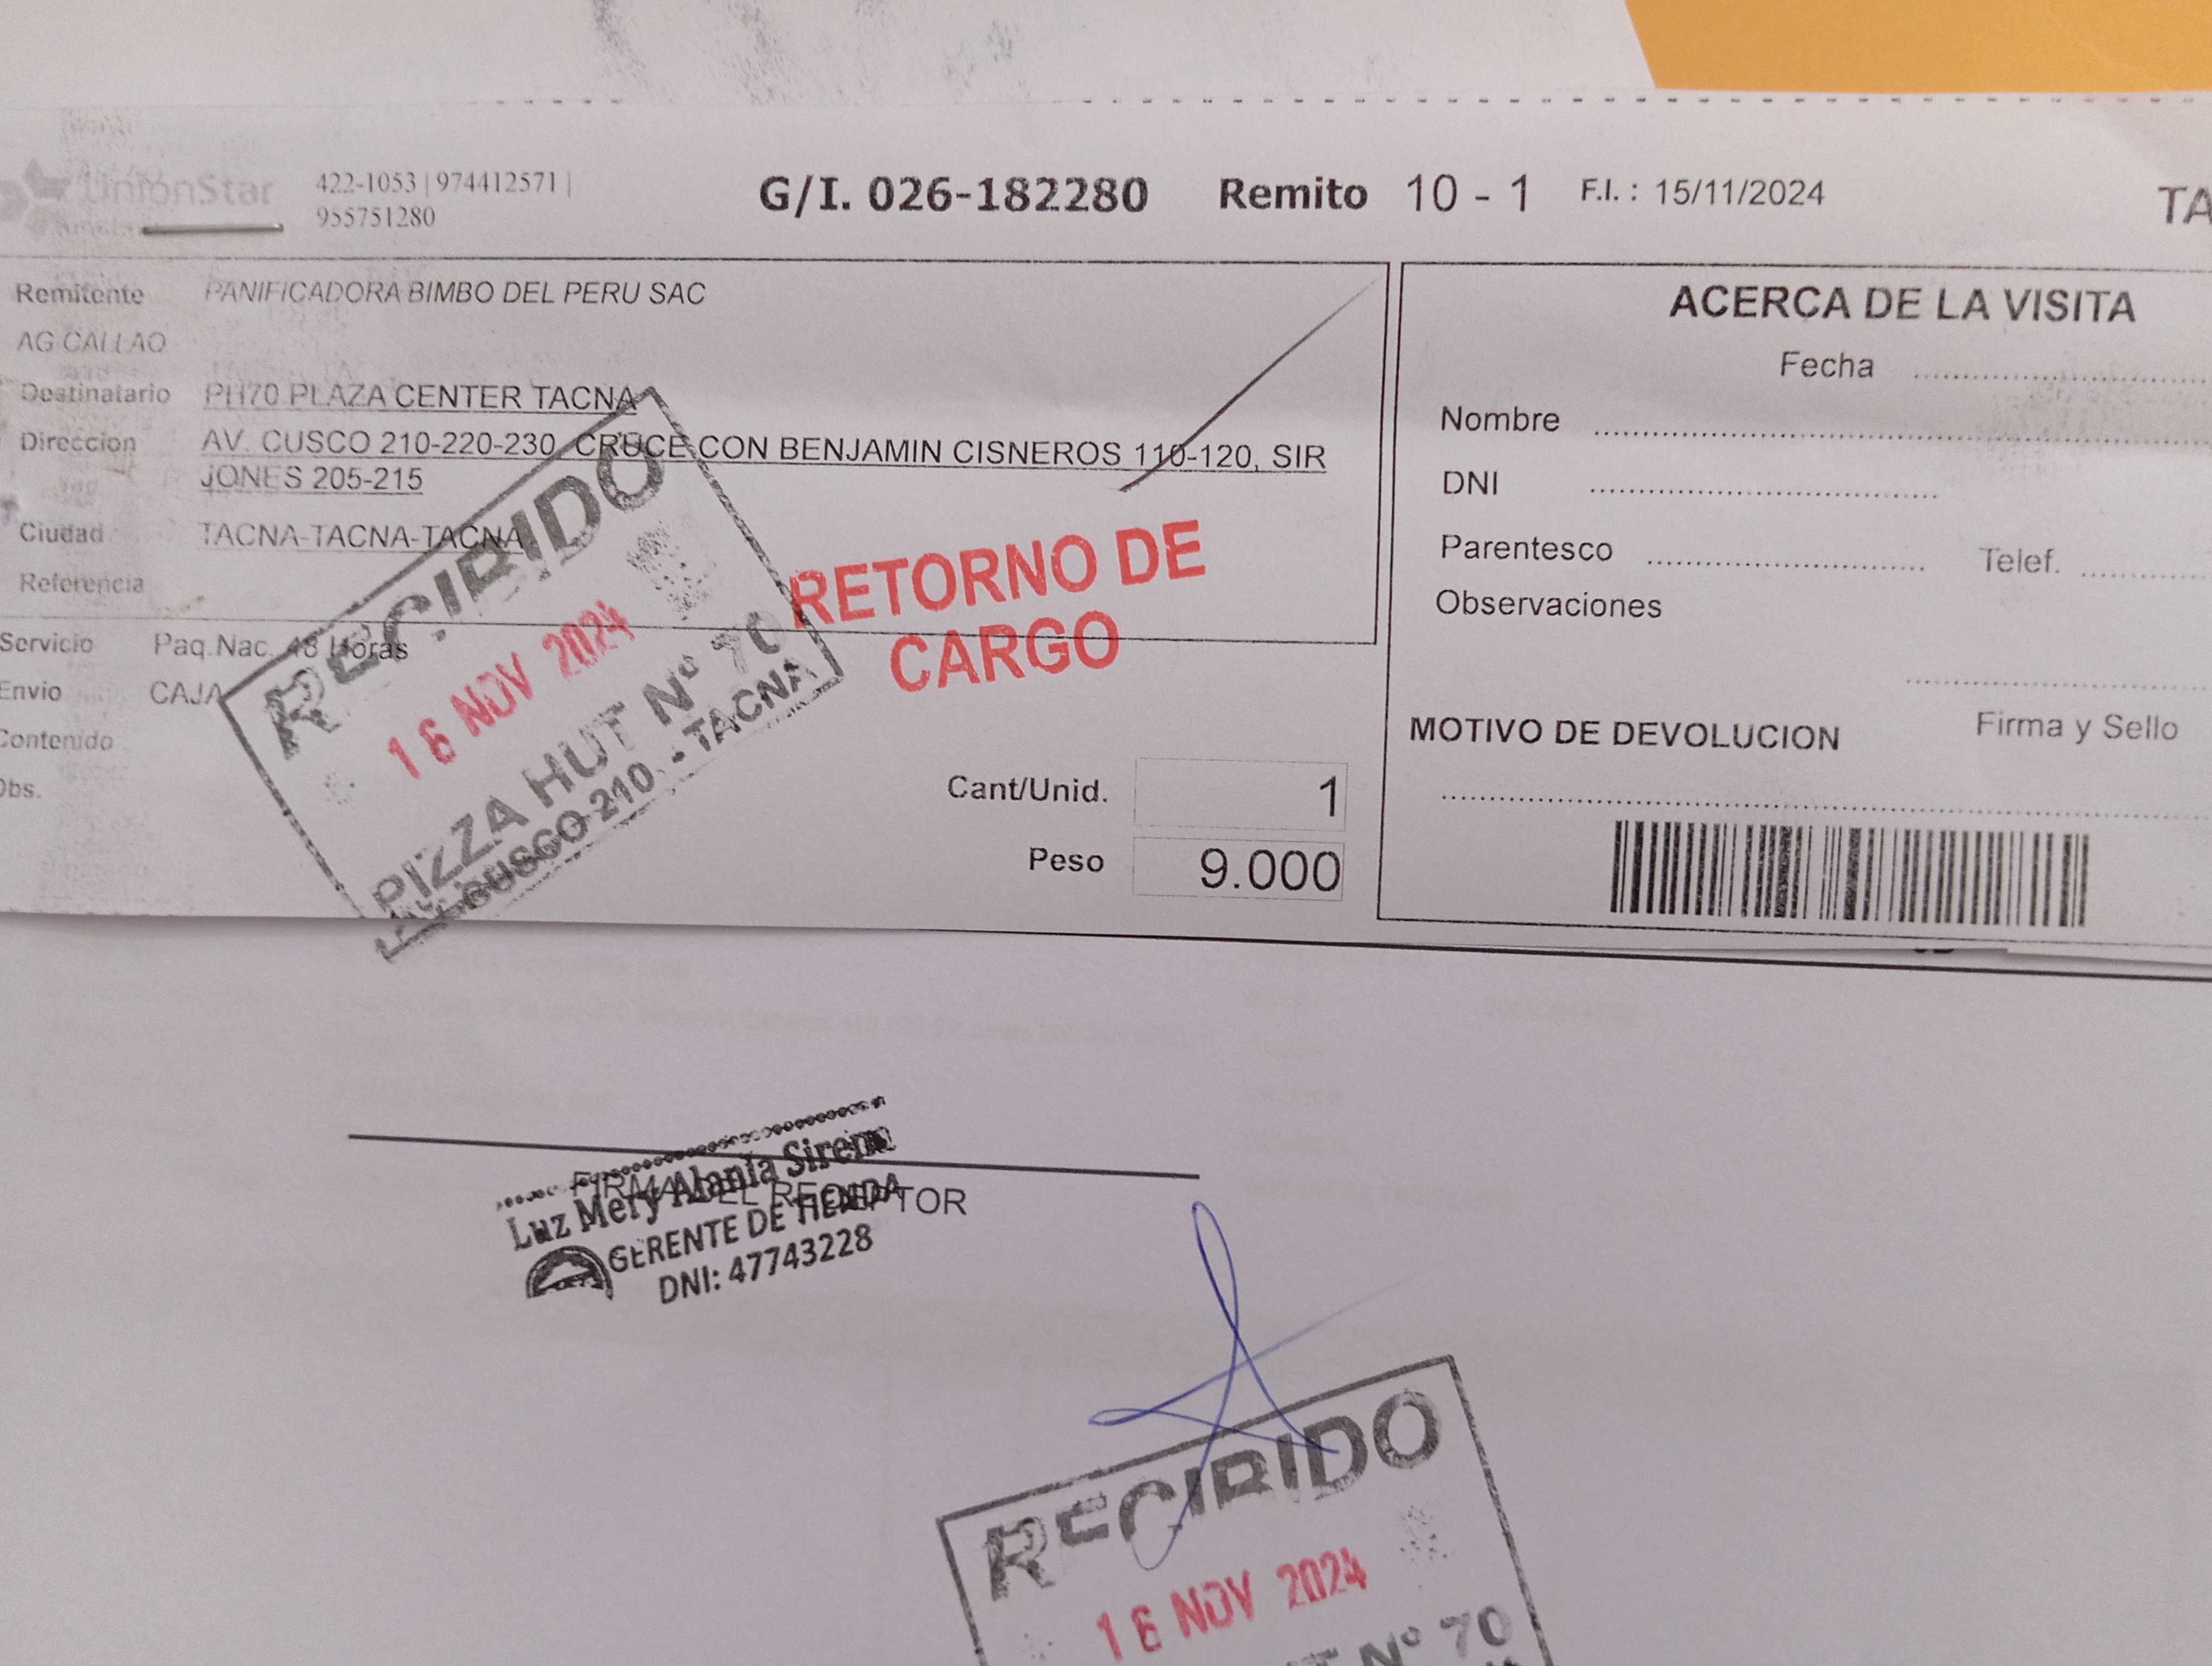 UnionStar
422-1053 | 974412571 |
955751280
G/I. 026-182280 Remito 10 - 1 F.I. : 15/11/2024 TA
Remitente PANIFICADORA BIMBO DEL PERU SAC
AG CALLAO
Destinatario PH70 PLAZA CENTER TACNA
Direccion AV. CUSCO 210-220-230, CRUCE CON BENJAMIN CISNEROS 110-120, SIR
JONES 205-215
Ciudad TACNA-TACNA-TACNA
Referencia
Servicio Paq.Nac. 48 Horas
Envio CAJA
Contenido
Obs.
RETORNO DE
CARGO
RECIBIDO
16 NOV 2024
PIZZA HUT Nº 70
CUSCO 210 - TACNA
Cant/Unid. 1
Peso 9.000
ACERCA DE LA VISITA
Fecha
Nombre
DNI
Parentesco Telef.
Observaciones
Firma y Sello
MOTIVO DE DEVOLUCION
FIRMA DEL RECEPTOR
Luz Mery Alania Sirena
GERENTE DE TIENDA
DNI: 47743228
RECIBIDO
16 NOV 2024
T Nº 70